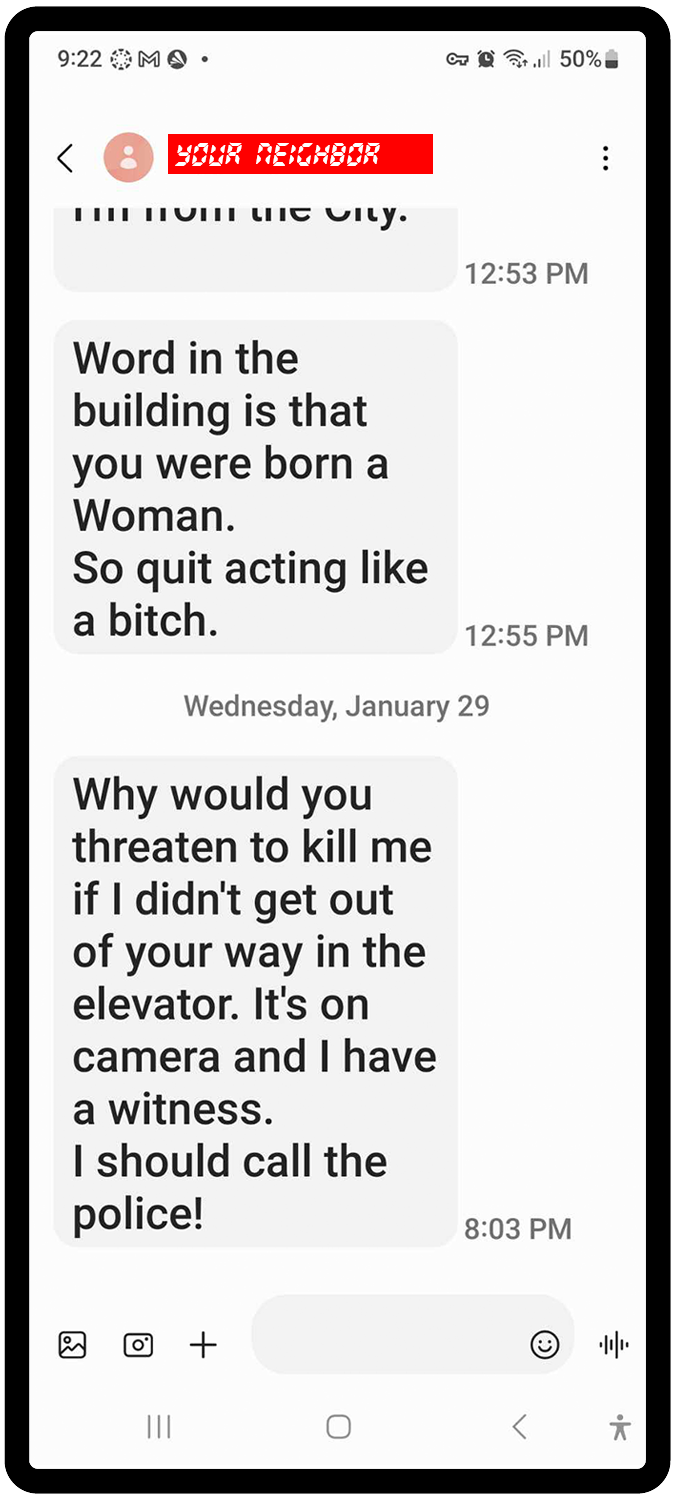 9:22
50%
YOUR NEIGHBOR
I'm from the City.
12:53 PM
Word in the
building is that
you were born a
Woman.
So quit acting like
a bitch.
12:55 PM
Wednesday, January 29
Why would you
threaten to kill me
if I didn't get out
of your way in the
elevator. It's on
camera and I have
a witness.
I should call the
police!
8:03 PM